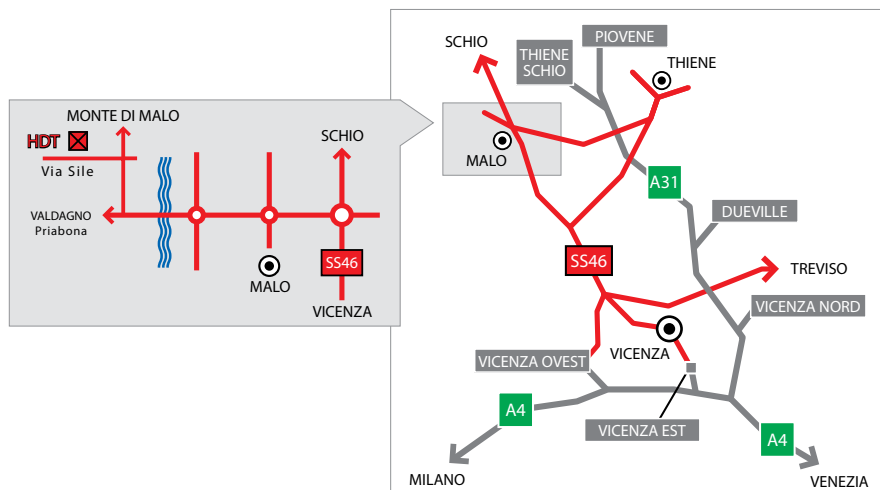 MONTE DI MALO
HDT
Via Sile
SCHIO
VALDAGNO
Priabona
SS46
MALO
VICENZA
SCHIO
PIOVENE
THIENE
SCHIO
THIENE
MALO
A31
DUEVILLE
SS46
TREVISO
VICENZA NORD
VICENZA
VICENZA OVEST
A4
VICENZA EST
A4
MILANO
VENEZIA